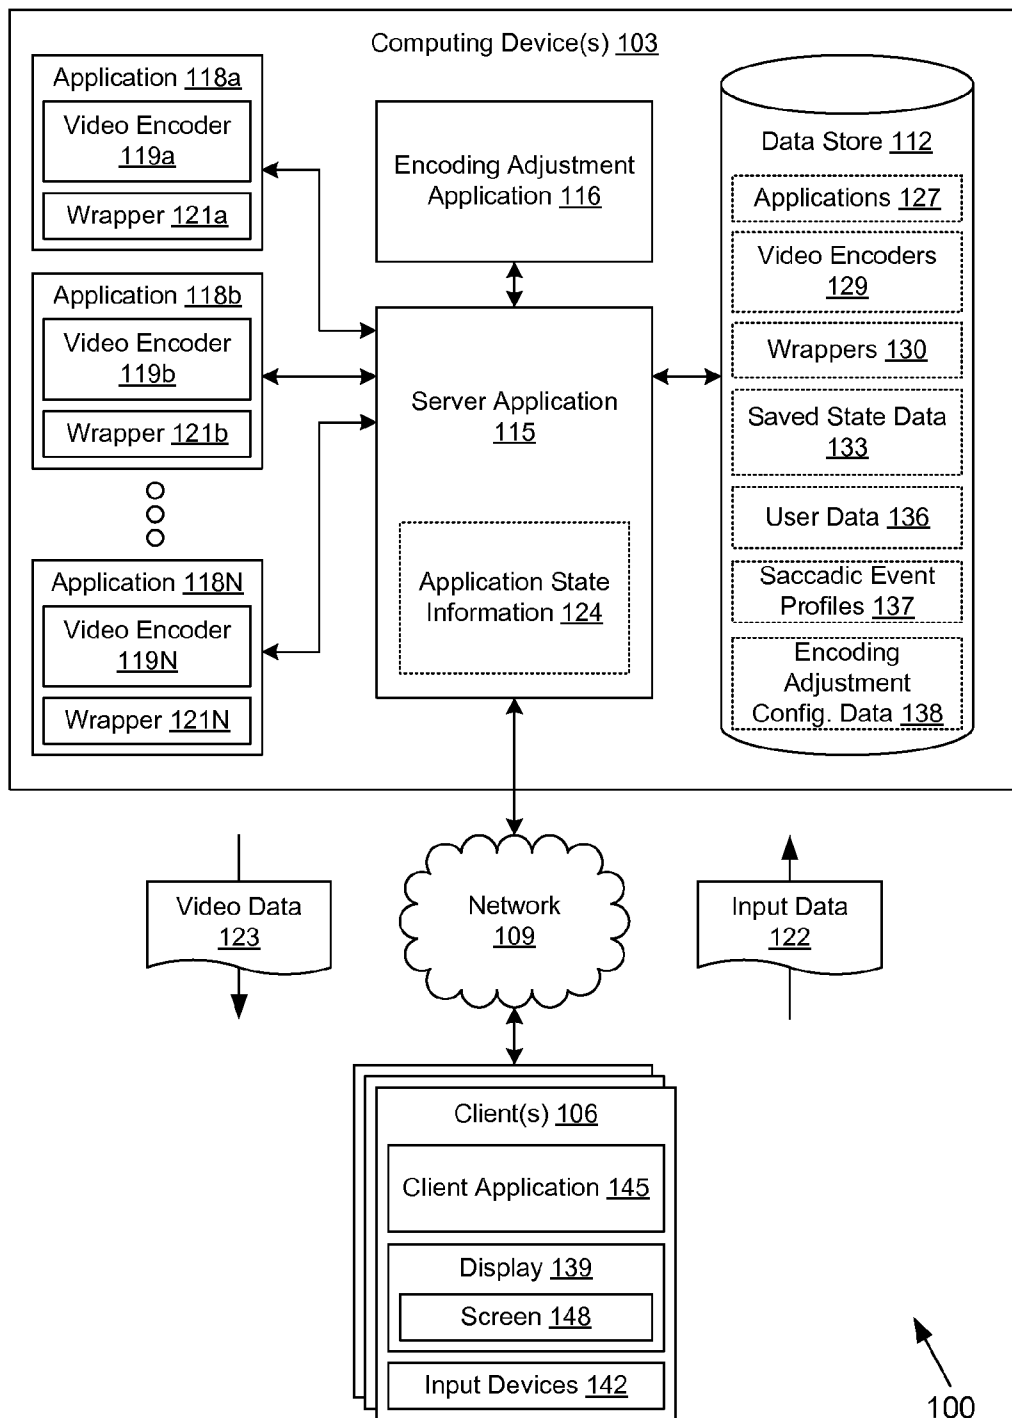 Computing Device(s) 103
Application 118a
Video Encoder
119a
Wrapper 121a
Application 118b
Video Encoder
119b
Wrapper 121b
Application 118N
Video Encoder
119N
Wrapper 121N
Encoding Adjustment
Application 116
Server Application
115
Application State
Information 124
Data Store 112
Applications 127
Video Encoders
129
Wrappers 130
Saved State Data
133
User Data 136
Saccadic Event
Profiles 137
Encoding
Adjustment
Config. Data 138
Video Data
123
Network
109
Input Data
122
Client(s) 106
Client Application 145
Display 139
Screen 148
Input Devices 142
100